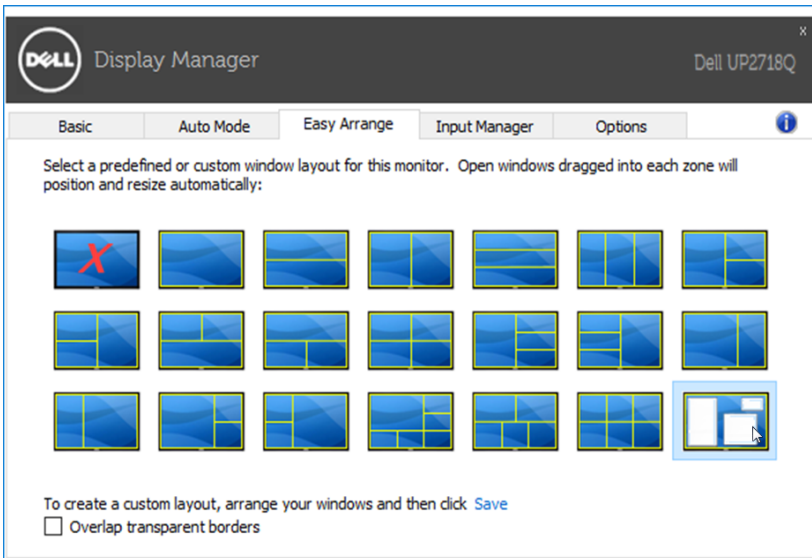 x
DELL
Display Manager
Dell UP2718Q
Basic
Auto Mode
Easy Arrange
Input Manager
Options
i
Select a predefined or custom window layout for this monitor. Open windows dragged into each zone will
position and resize automatically:
X
To create a custom layout, arrange your windows and then click Save
Overlap transparent borders